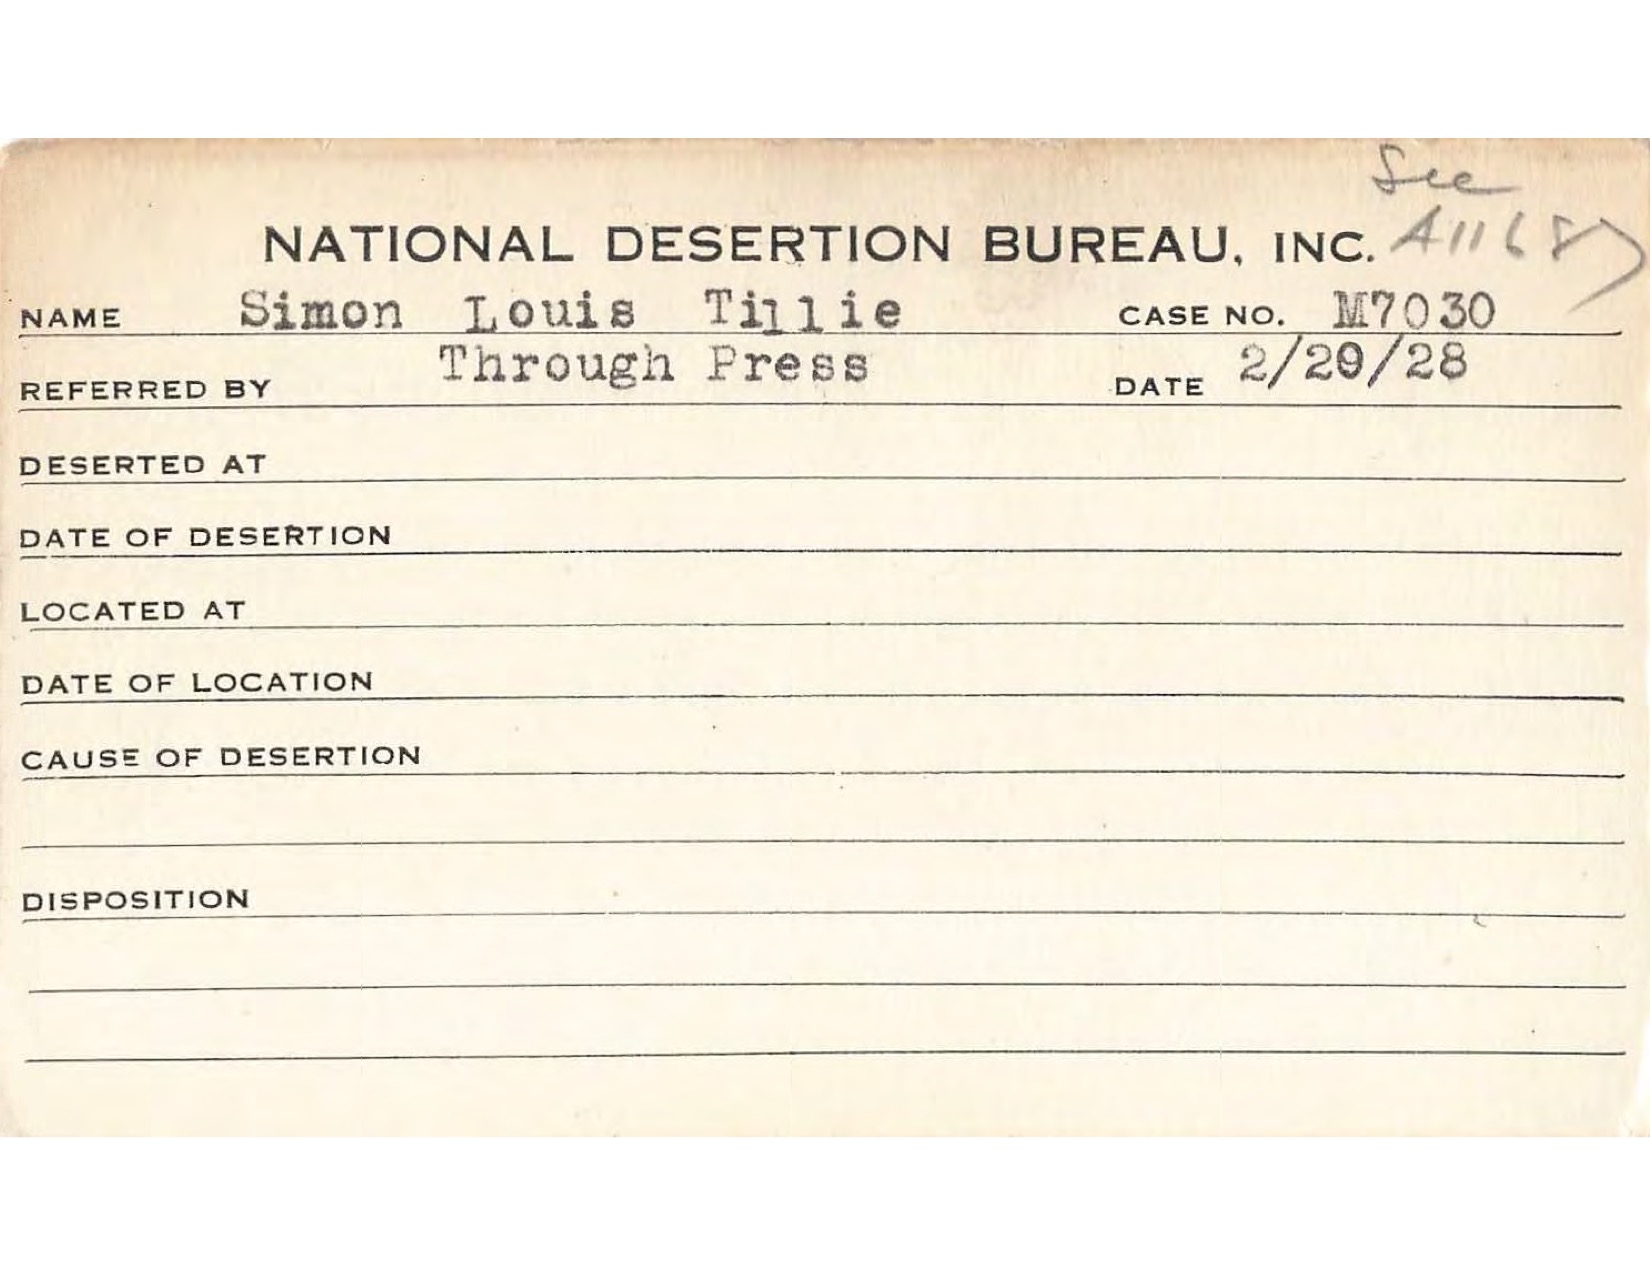 See
A11687
NATIONAL DESERTION BUREAU, INC.
NAME Simon Louis Tillie CASE NO. M7030
REFERRED BY Through Press DATE 2/29/28
DESERTED AT
DATE OF DESERTION
LOCATED AT
DATE OF LOCATION
CAUSE OF DESERTION
DISPOSITION